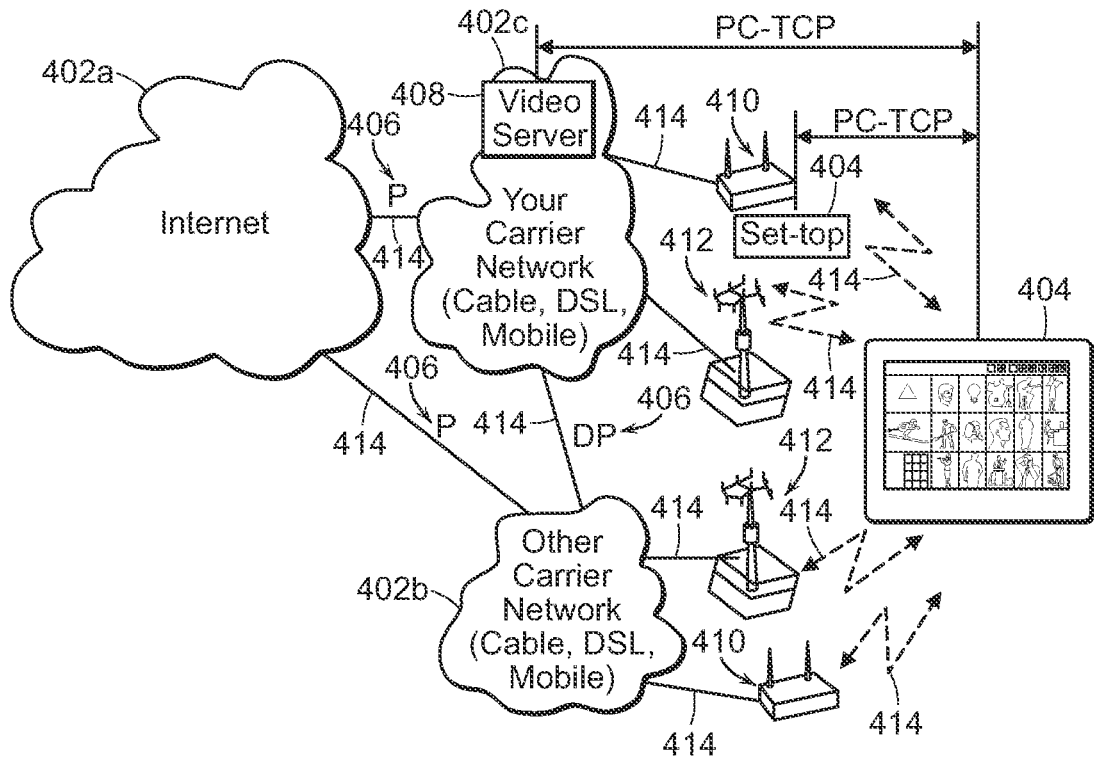 PC-TCP
402c
402a
408
Video
Server
414
410
PC-TCP
406
P
404
Internet
414
Your
Carrier
Network
(Cable, DSL,
Mobile)
Set-top
412
414
404
414
414
406
P
414
414
DP
406
412
414
414
Other
Carrier
Network
(Cable, DSL,
Mobile)
402b
410
414
414